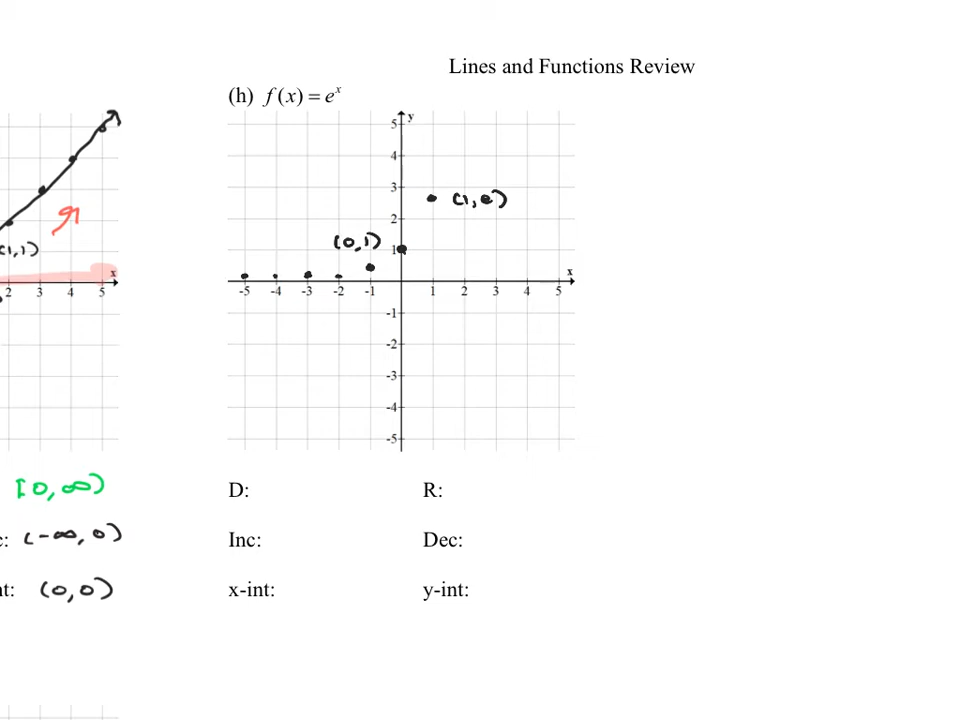 Lines and Functions Review
(h) f(x) = e^x
y
5
4
3
2
1
-1
-2
-3
-4
-5
-5 -4 -3 -2 -1 1 2 3 4 5
x
(1, e)
(0, 1)
(1, 1)
x
2 3 4 5
[0, ∞)
D:
R:
c: (-∞, 0)
Inc:
Dec:
nt: (0, 0)
x-int:
y-int: